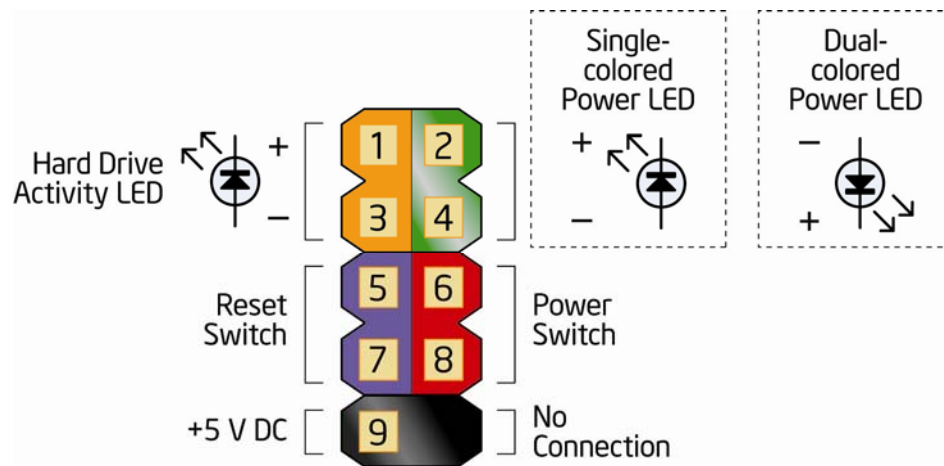 Single-
colored
Power LED
Dual-
colored
Power LED
Hard Drive
Activity LED
+
−
1 2
3 4
+
−
−
+
Reset
Switch
5 6
7 8
Power
Switch
+5 V DC
9
No
Connection